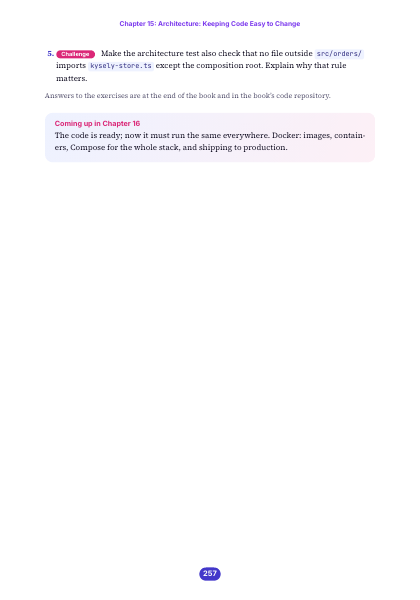 Chapter 15: Architecture: Keeping Code Easy to Change
5. Challenge Make the architecture test also check that no file outside src/orders/
imports kysely-store.ts except the composition root. Explain why that rule
matters.
Answers to the exercises are at the end of the book and in the book's code repository.
Coming up in Chapter 16
The code is ready; now it must run the same everywhere. Docker: images, contain-
ers, Compose for the whole stack, and shipping to production.
257